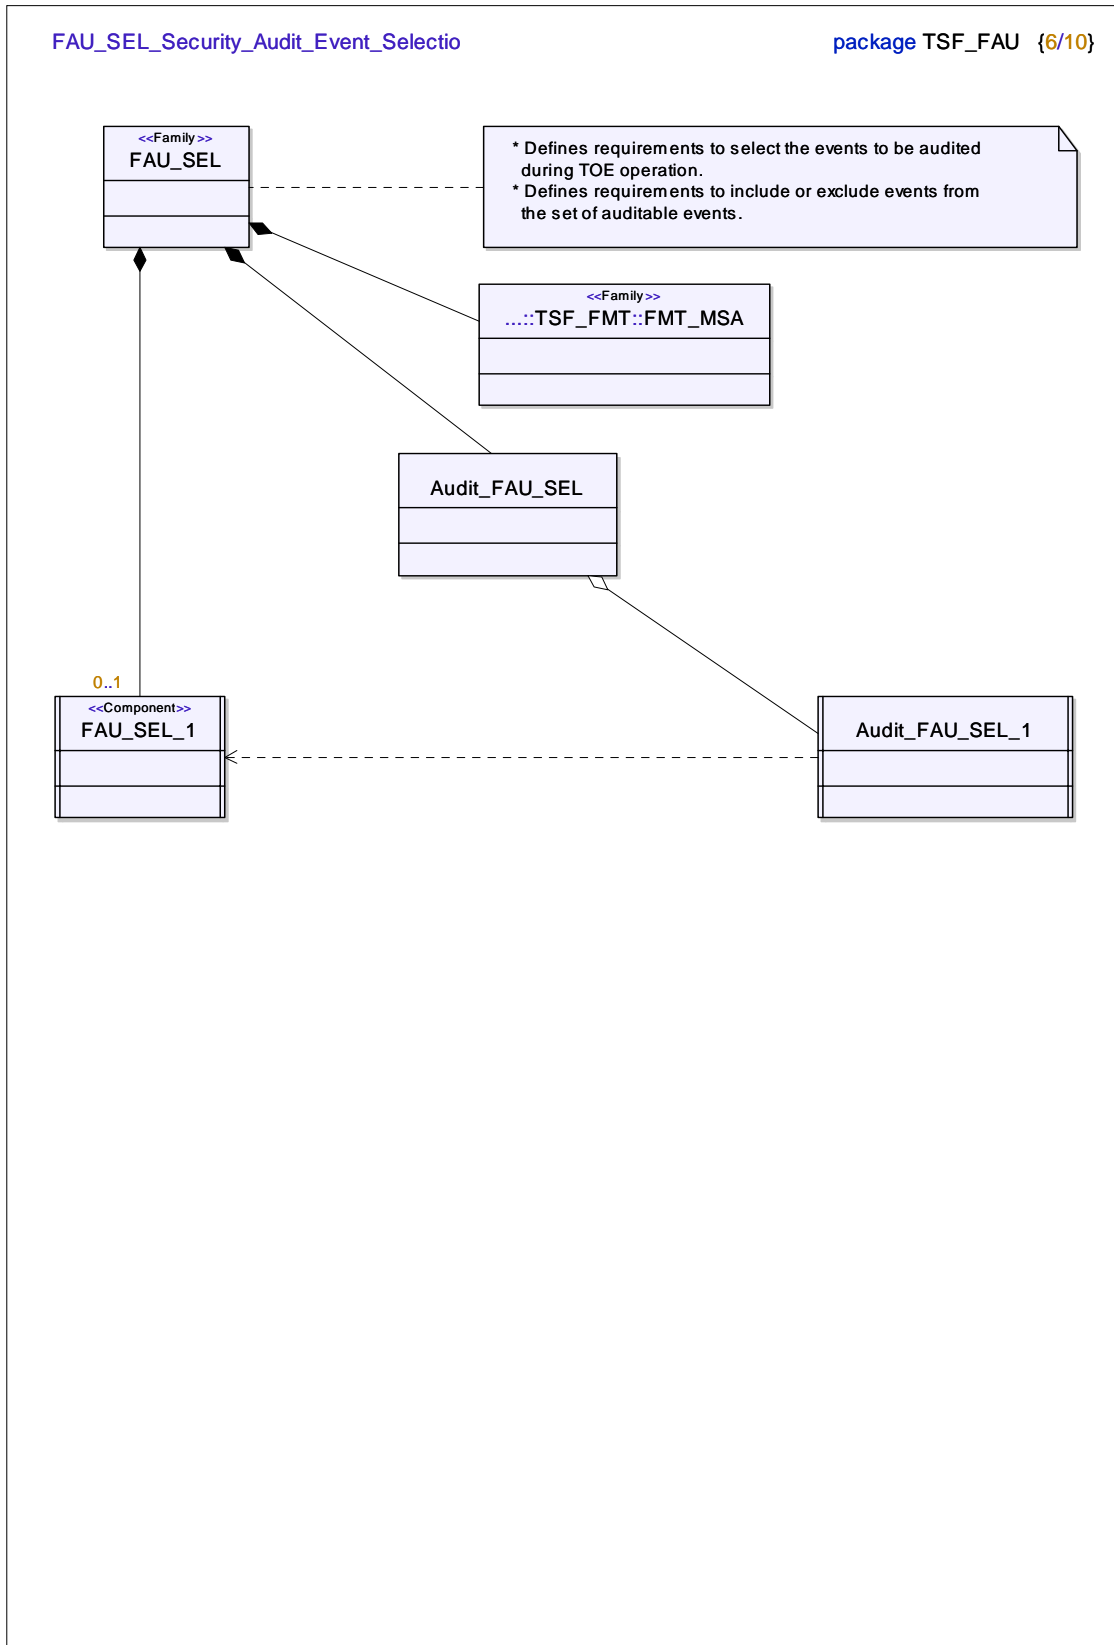 FAU_SEL_Security_Audit_Event_Selectio
package TSF_FAU {6/10}
<<Family>>
FAU_SEL
* Defines requirements to select the events to be audited
during TOE operation.
* Defines requirements to include or exclude events from
the set of auditable events.
<<Family>>
...::TSF_FMT::FMT_MSA
Audit_FAU_SEL
0..1
<<Component>>
FAU_SEL_1
Audit_FAU_SEL_1